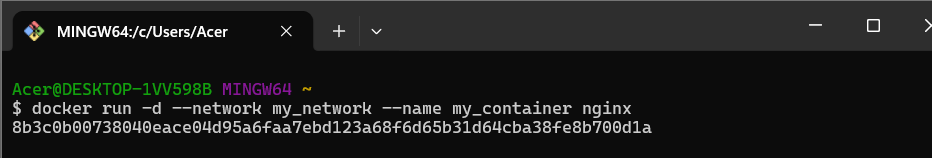 MINGW64:/c/Users/Acer
Acer@DESKTOP-1VV598B MINGW64 ~
$ docker run -d --network my_network --name my_container nginx
8b3c0b00738040eace04d95a6faa7ebd123a68f6d65b31d64cba38fe8b700d1a